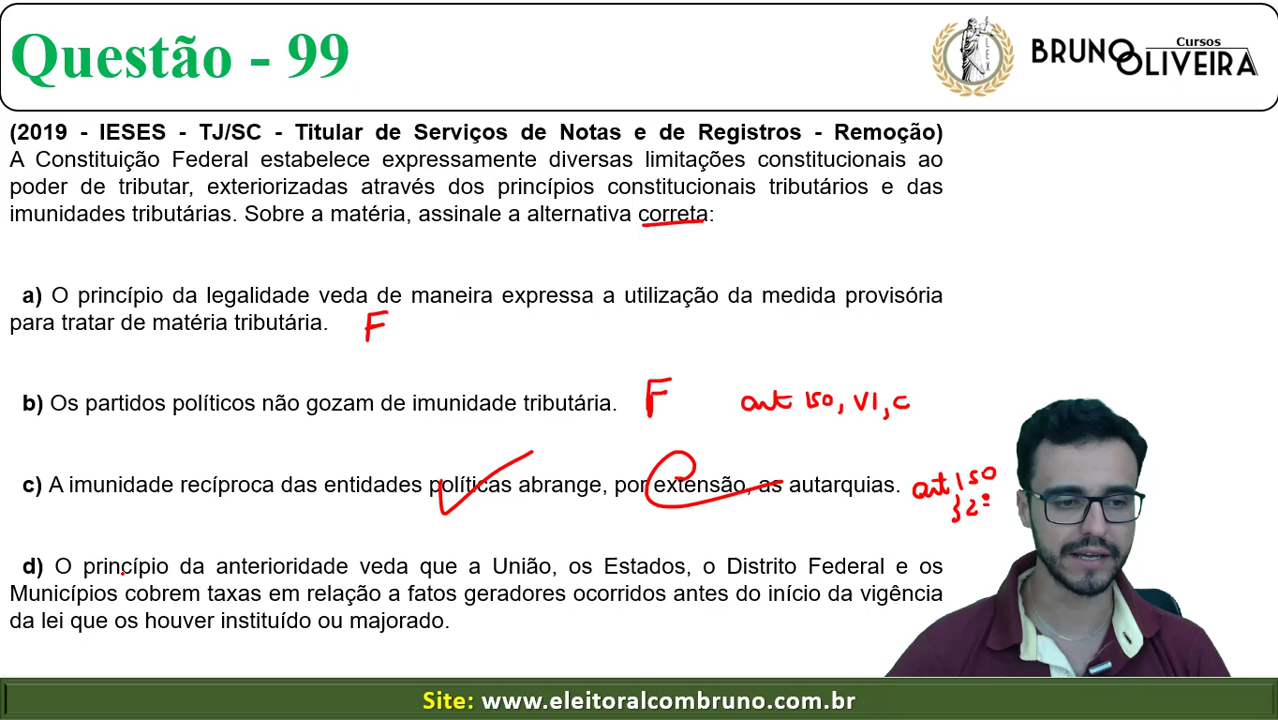 Questão - 99
Cursos
BRUNO
OLIVEIRA
LEX
(2019 - IESES - TJ/SC - Titular de Serviços de Notas e de Registros - Remoção)
A Constituição Federal estabelece expressamente diversas limitações constitucionais ao
poder de tributar, exteriorizadas através dos princípios constitucionais tributários e das
imunidades tributárias. Sobre a matéria, assinale a alternativa correta:
a) O princípio da legalidade veda de maneira expressa a utilização da medida provisória
para tratar de matéria tributária. F
b) Os partidos políticos não gozam de imunidade tributária. F art 150, VI, c
c) A imunidade recíproca das entidades políticas abrange, por extensão, as autarquias. art 150
§2º
d) O princípio da anterioridade veda que a União, os Estados, o Distrito Federal e os
Municípios cobrem taxas em relação a fatos geradores ocorridos antes do início da vigência
da lei que os houver instituído ou majorado.
Site: www.eleitoralcombruno.com.br